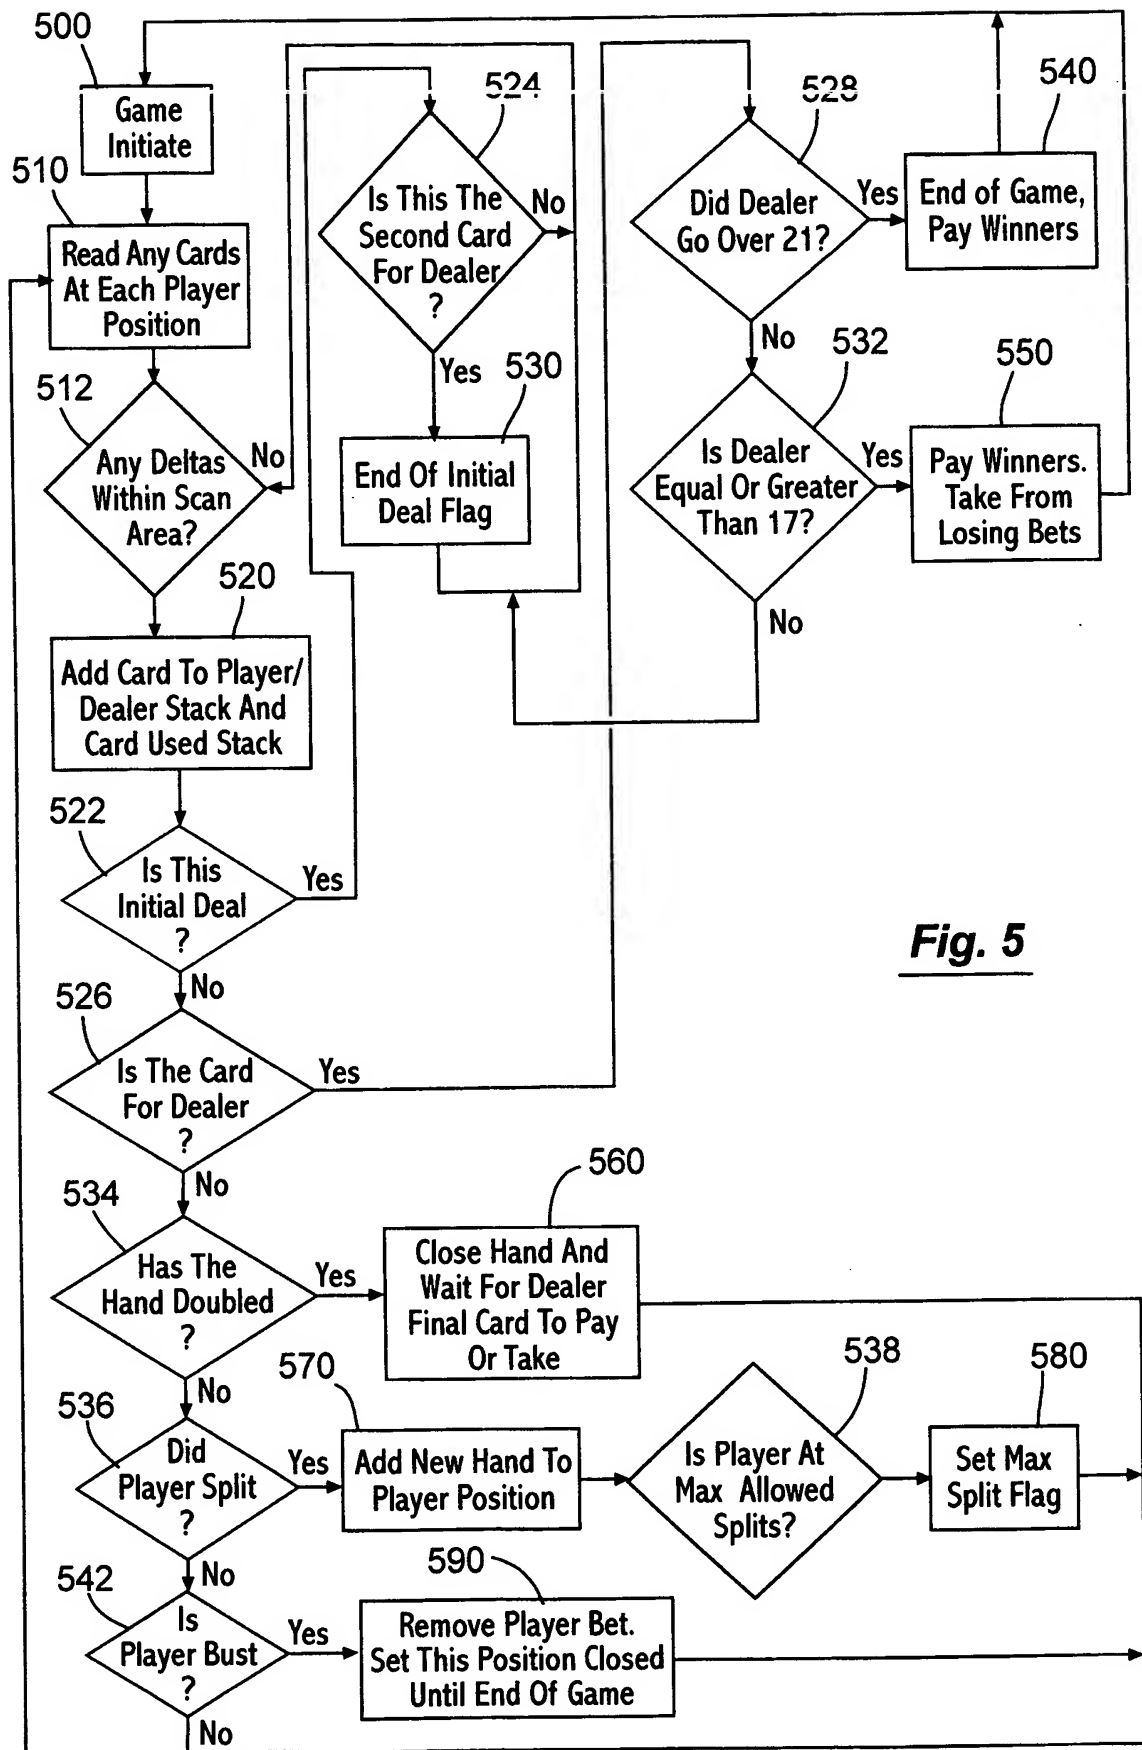 500
Game
Initiate
510
Read Any Cards
At Each Player
Position
512
Any Deltas
Within Scan
Area?
No
520
Add Card To Player/
Dealer Stack And
Card Used Stack
522
Is This
Initial Deal
?
Yes
No
526
Is The Card
For Dealer
?
Yes
No
534
Has The
Hand Doubled
?
Yes
No
560
Close Hand And
Wait For Dealer
Final Card To Pay
Or Take
536
Did
Player Split
?
Yes
No
570
Add New Hand To
Player Position
538
Is Player At
Max Allowed
Splits?
580
Set Max
Split Flag
542
Is
Player Bust
?
Yes
No
590
Remove Player Bet.
Set This Position Closed
Until End Of Game
524
Is This The
Second Card
For Dealer
?
No
Yes
530
End Of Initial
Deal Flag
528
Did Dealer
Go Over 21?
Yes
No
540
End of Game,
Pay Winners
532
Is Dealer
Equal Or Greater
Than 17?
Yes
No
550
Pay Winners.
Take From
Losing Bets
Fig. 5